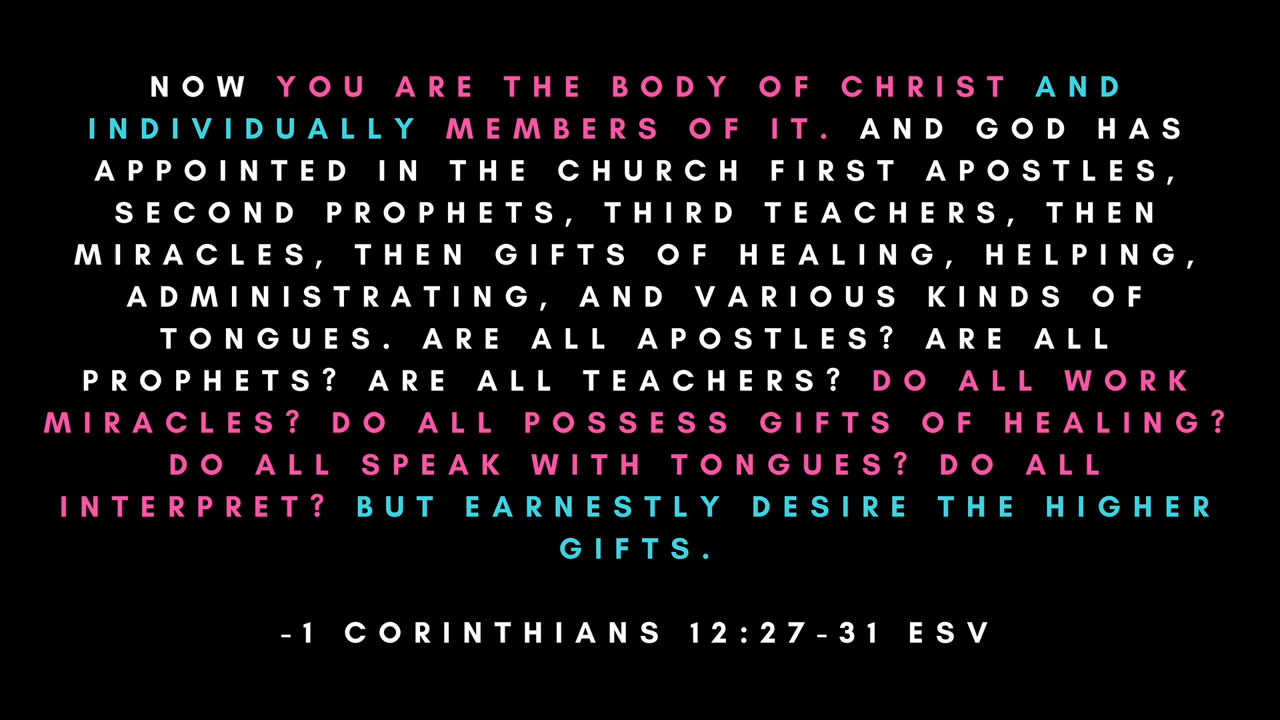 NOW YOU ARE THE BODY OF CHRIST AND
INDIVIDUALLY MEMBERS OF IT. AND GOD HAS
APPOINTED IN THE CHURCH FIRST APOSTLES,
SECOND PROPHETS, THIRD TEACHERS, THEN
MIRACLES, THEN GIFTS OF HEALING, HELPING,
ADMINISTRATING, AND VARIOUS KINDS OF
TONGUES. ARE ALL APOSTLES? ARE ALL
PROPHETS? ARE ALL TEACHERS? DO ALL WORK
MIRACLES? DO ALL POSSESS GIFTS OF HEALING?
DO ALL SPEAK WITH TONGUES? DO ALL
INTERPRET? BUT EARNESTLY DESIRE THE HIGHER
GIFTS.
-1 CORINTHIANS 12:27-31 ESV